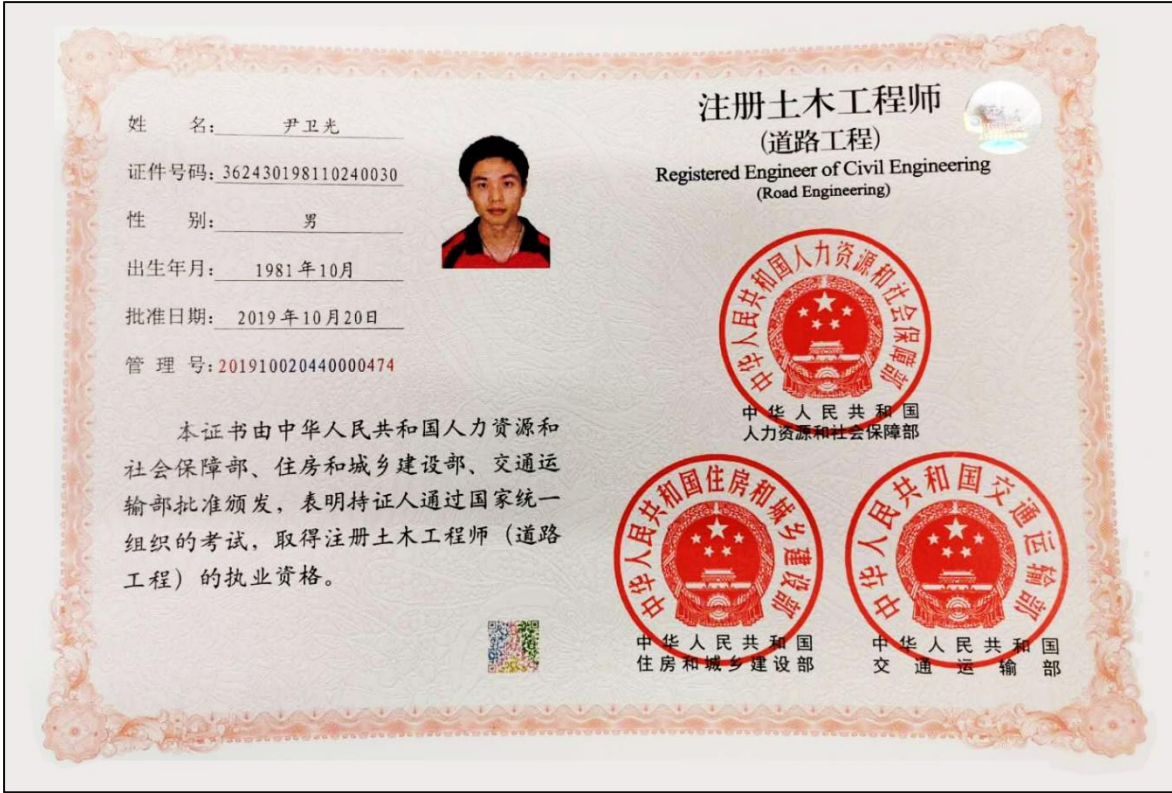 姓 名: 尹卫光
证件号码: 362430198110240030
性 别: 男
出生年月: 1981年10月
批准日期: 2019年10月20日
管 理 号: 201910020440000474
本证书由中华人民共和国人力资源和
社会保障部、住房和城乡建设部、交通运
输部批准颁发，表明持证人通过国家统一
组织的考试，取得注册土木工程师（道路
工程）的执业资格。
注册土木工程师
(道路工程)
Registered Engineer of Civil Engineering
(Road Engineering)
中华人民共和国人力资源和社会保障部
中华人民共和国
人力资源和社会保障部
中华人民共和国住房和城乡建设部
中华人民共和国
住房和城乡建设部
中华人民共和国交通运输部
中华人民共和国
交通运输部